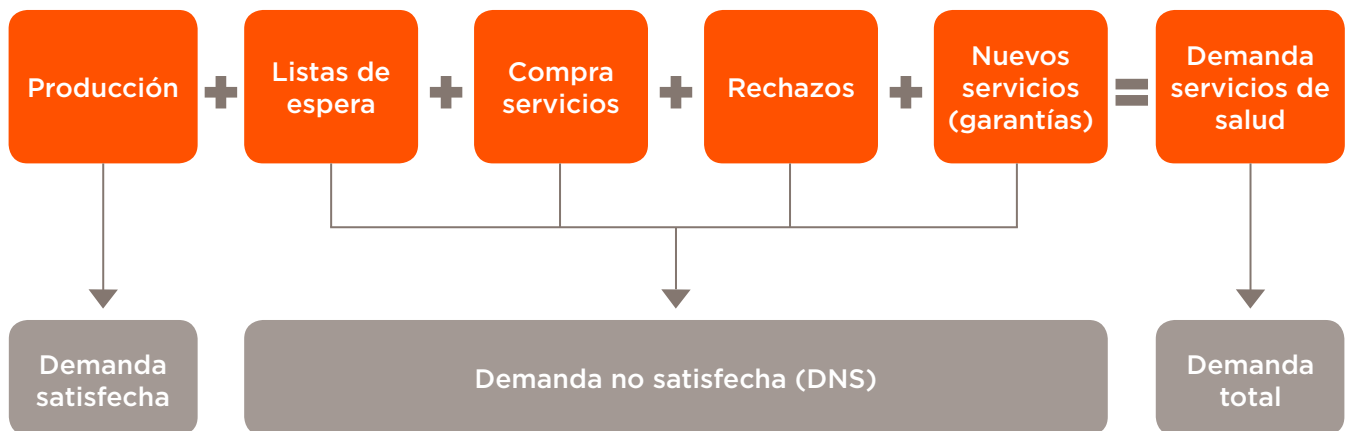 Producción
+
Listas de
espera
+
Compra
servicios
+
Rechazos
+
Nuevos
servicios
(garantías)
=
Demanda
servicios de
salud
Demanda
satisfecha
Demanda no satisfecha (DNS)
Demanda
total